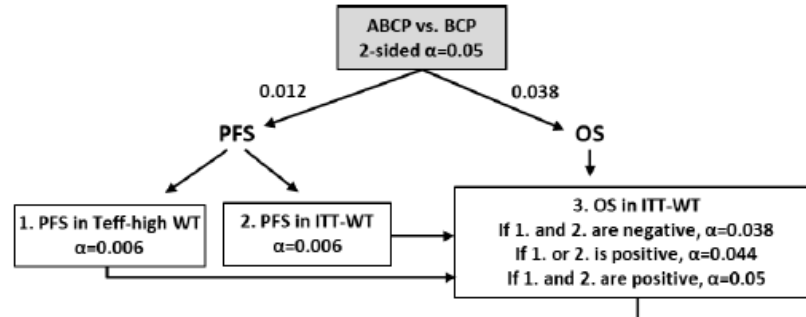 ABCP vs. BCP
2-sided α=0.05
0.012
0.038
PFS
OS
1. PFS in Teff-high WT
α=0.006
2. PFS in ITT-WT
α=0.006
3. OS in ITT-WT
If 1. and 2. are negative, α=0.038
If 1. or 2. is positive, α=0.044
If 1. and 2. are positive, α=0.05